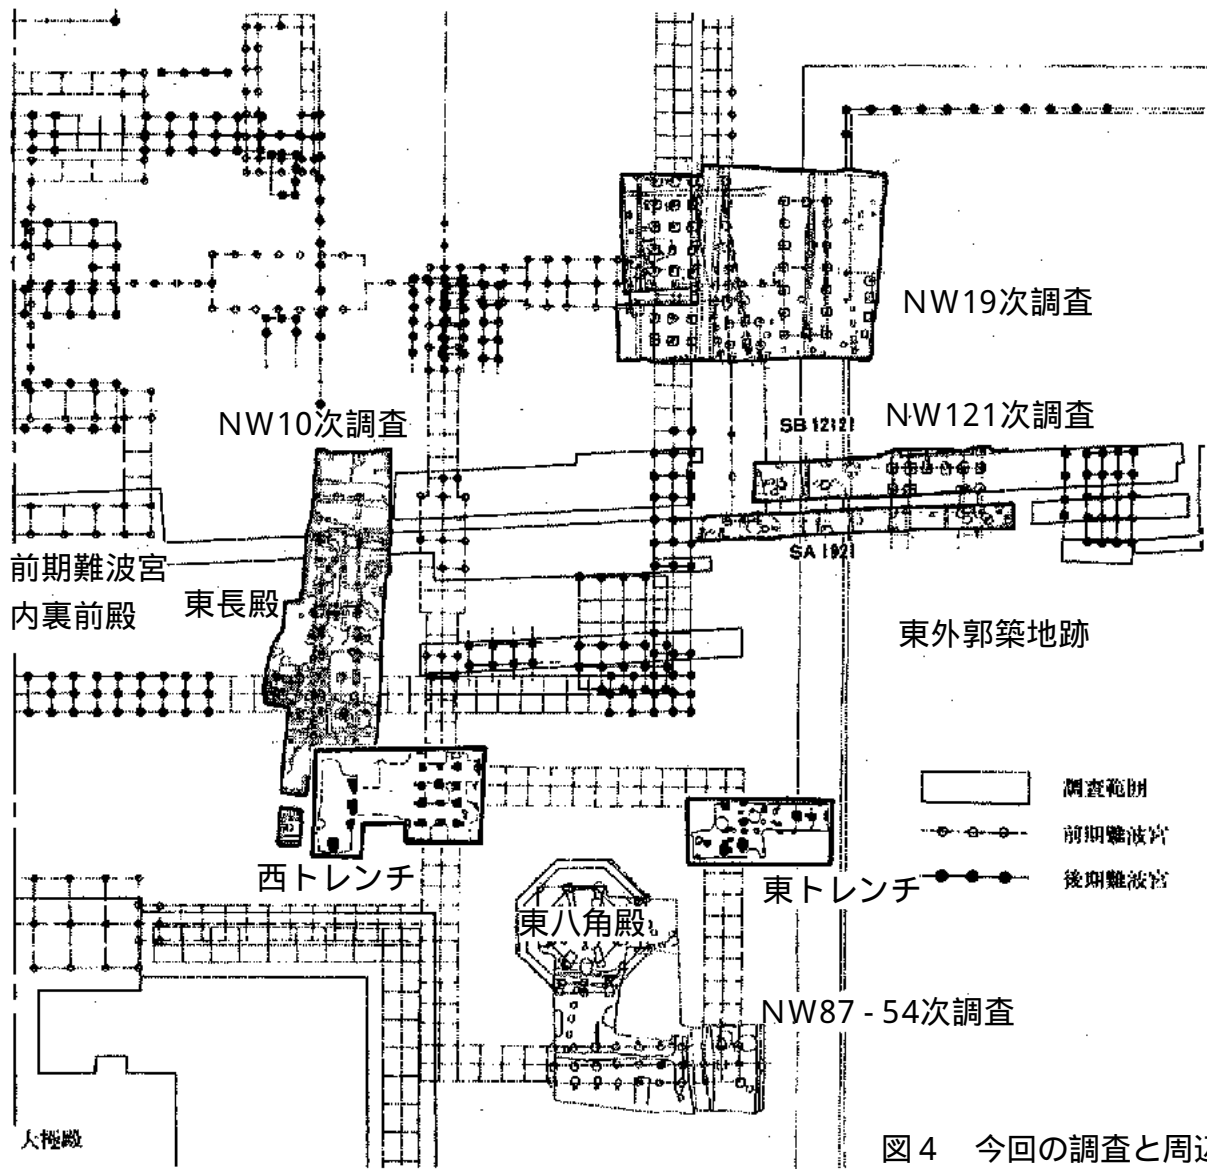 NW19次調査
NW10次調査
NW121次調査
SA 1921
前期難波宮
内裏前殿
東長殿
東外郭築地跡
調査範囲
前期難波宮
後期難波宮
西トレンチ
東トレンチ
東八角殿
NW87-54次調査
大極殿
図4 今回の調査と周辺